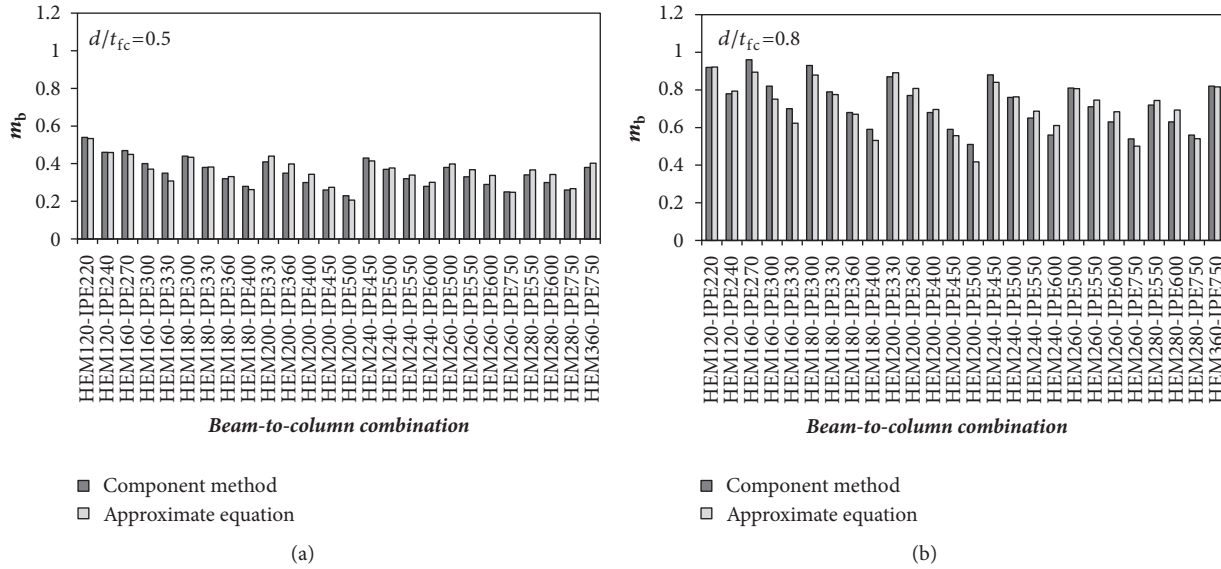 1.2
1
0.8
0.6
0.4
0.2
0
m_b
d/t_fc=0.5
HEM120-IPE220
HEM120-IPE240
HEM160-IPE270
HEM160-IPE300
HEM160-IPE330
HEM180-IPE300
HEM180-IPE330
HEM180-IPE360
HEM180-IPE400
HEM200-IPE330
HEM200-IPE360
HEM200-IPE400
HEM200-IPE450
HEM200-IPE500
HEM240-IPE450
HEM240-IPE500
HEM240-IPE550
HEM240-IPE600
HEM260-IPE500
HEM260-IPE550
HEM260-IPE600
HEM260-IPE750
HEM280-IPE550
HEM280-IPE600
HEM280-IPE750
HEM360-IPE750
Beam-to-column combination
Component method
Approximate equation
(a)
1.2
1
0.8
0.6
0.4
0.2
0
m_b
d/t_fc=0.8
HEM120-IPE220
HEM120-IPE240
HEM160-IPE270
HEM160-IPE300
HEM160-IPE330
HEM180-IPE300
HEM180-IPE330
HEM180-IPE360
HEM180-IPE400
HEM200-IPE330
HEM200-IPE360
HEM200-IPE400
HEM200-IPE450
HEM200-IPE500
HEM240-IPE450
HEM240-IPE500
HEM240-IPE550
HEM240-IPE600
HEM260-IPE500
HEM260-IPE550
HEM260-IPE600
HEM260-IPE750
HEM280-IPE550
HEM280-IPE600
HEM280-IPE750
HEM360-IPE750
Beam-to-column combination
Component method
Approximate equation
(b)